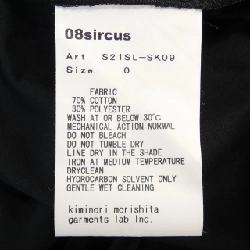 08sircus
Art S21SL-SK09
Size 0
FABRIC
70% COTTON
30% POLYESTER
WASH AT OR BELOW 30°C
MECHANICAL ACTION NORMAL
DO NOT BLEACH
DO NOT TUMBLE DRY
LINE DRY IN THE SHADE
IRON AT MEDIUM TEMPERATURE
DRYCLEAN
HYDROCARBON SOLVENT ONLY
GENTLE WET CLEANING
kiminori morishita
garments lab Inc.